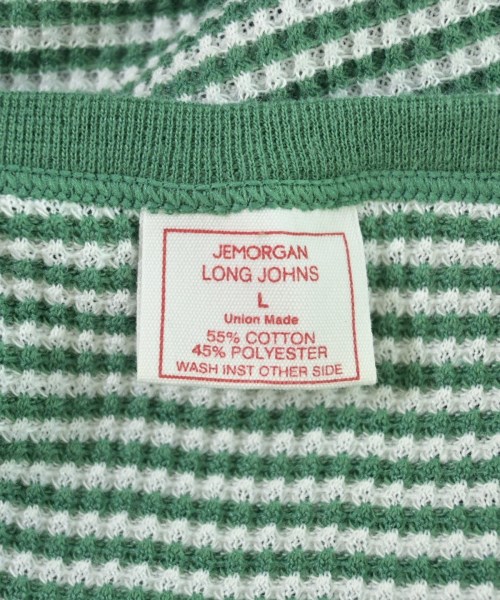 JEMORGAN
LONG JOHNS
L
Union Made
55% COTTON
45% POLYESTER
WASH INST OTHER SIDE